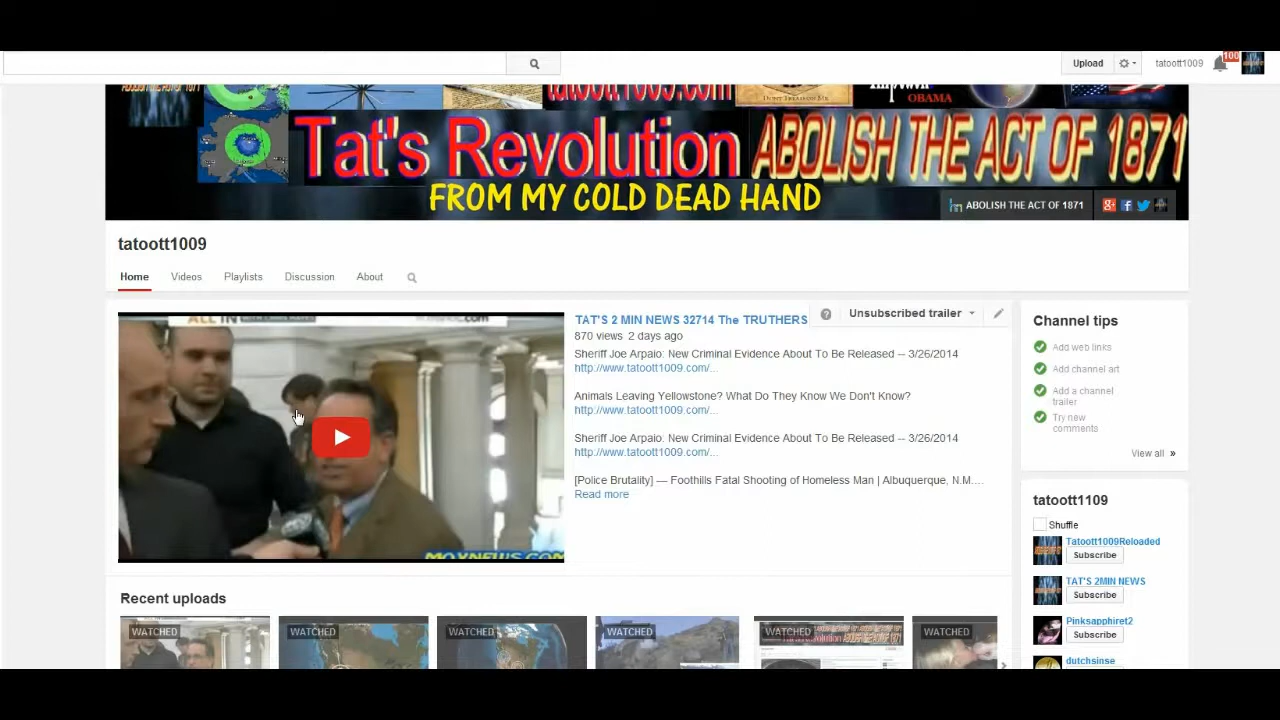 Upload
tatoott1009
100
OBAMA
Tat's Revolution ABOLISH THE ACT OF 1871
FROM MY COLD DEAD HAND
ABOLISH THE ACT OF 1871
tatoott1009
Home Videos Playlists Discussion About
TAT'S 2 MIN NEWS 32714 The TRUTHERS
Unsubscribed trailer
870 views 2 days ago
Sheriff Joe Arpaio: New Criminal Evidence About To Be Released -- 3/26/2014
http://www.tatoott1009.com/...
Animals Leaving Yellowstone? What Do They Know We Don't Know?
http://www.tatoott1009.com/...
Sheriff Joe Arpaio: New Criminal Evidence About To Be Released -- 3/26/2014
http://www.tatoott1009.com/...
[Police Brutality] — Foothills Fatal Shooting of Homeless Man | Albuquerque, N.M....
Read more
MOXNEWS.COM
Channel tips
Add web links
Add channel art
Add a channel
trailer
Try new
comments
View all »
tatoott1109
Shuffle
Tatoott1009Reloaded
Subscribe
TAT'S 2MIN NEWS
Subscribe
Pinksapphiret2
Subscribe
dutchsinse
Recent uploads
WATCHED WATCHED WATCHED WATCHED WATCHED WATCHED